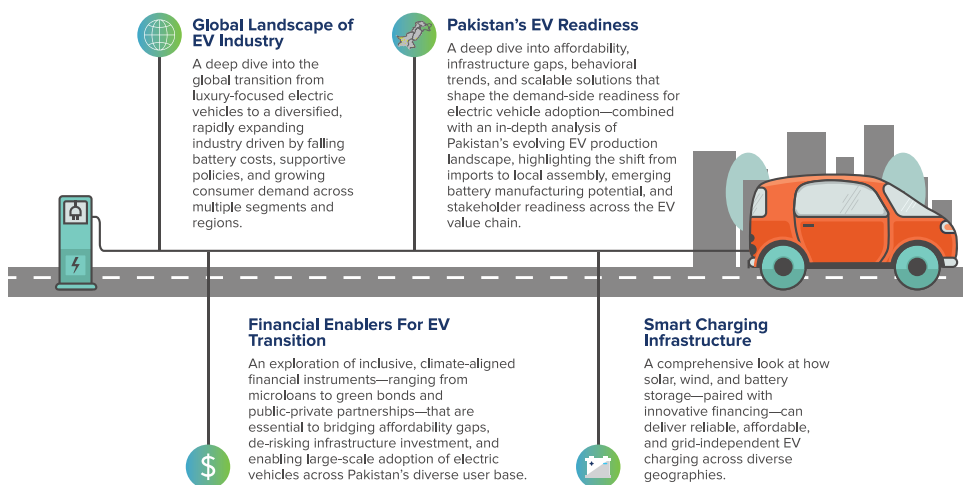 Global Landscape of
EV Industry
A deep dive into the
global transition from
luxury-focused electric
vehicles to a diversified,
rapidly expanding
industry driven by falling
battery costs, supportive
policies, and growing
consumer demand across
multiple segments and
regions.
Pakistan's EV Readiness
A deep dive into affordability,
infrastructure gaps, behavioral
trends, and scalable solutions that
shape the demand-side readiness for
electric vehicle adoption—combined
with an in-depth analysis of
Pakistan's evolving EV production
landscape, highlighting the shift from
imports to local assembly, emerging
battery manufacturing potential, and
stakeholder readiness across the EV
value chain.
Financial Enablers For EV
Transition
An exploration of inclusive, climate-aligned
financial instruments—ranging from
microloans to green bonds and
public-private partnerships—that are
essential to bridging affordability gaps,
de-risking infrastructure investment, and
enabling large-scale adoption of electric
vehicles across Pakistan's diverse user base.
$
Smart Charging
Infrastructure
A comprehensive look at how
solar, wind, and battery
storage—paired with
innovative financing—can
deliver reliable, affordable,
and grid-independent EV
charging across diverse
geographies.